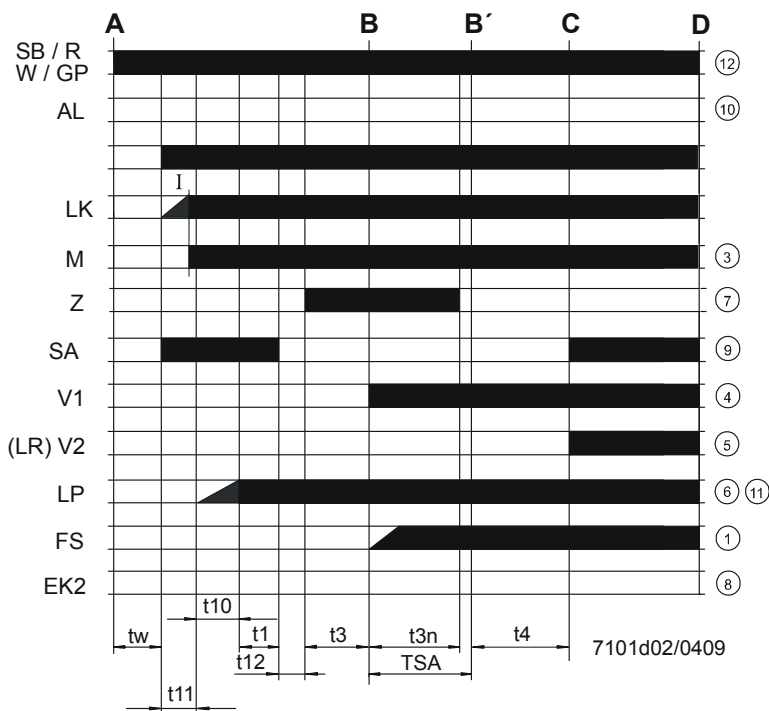 A B B´ C D
SB / R
W / GP ⑫
AL ⑩
I
LK
M ③
Z ⑦
SA ⑨
V1 ④
(LR) V2 ⑤
LP ⑥ ⑪
FS ①
EK2 ⑧
t10
tw t1 t3 t3n t4 7101d02/0409
t12 TSA
t11